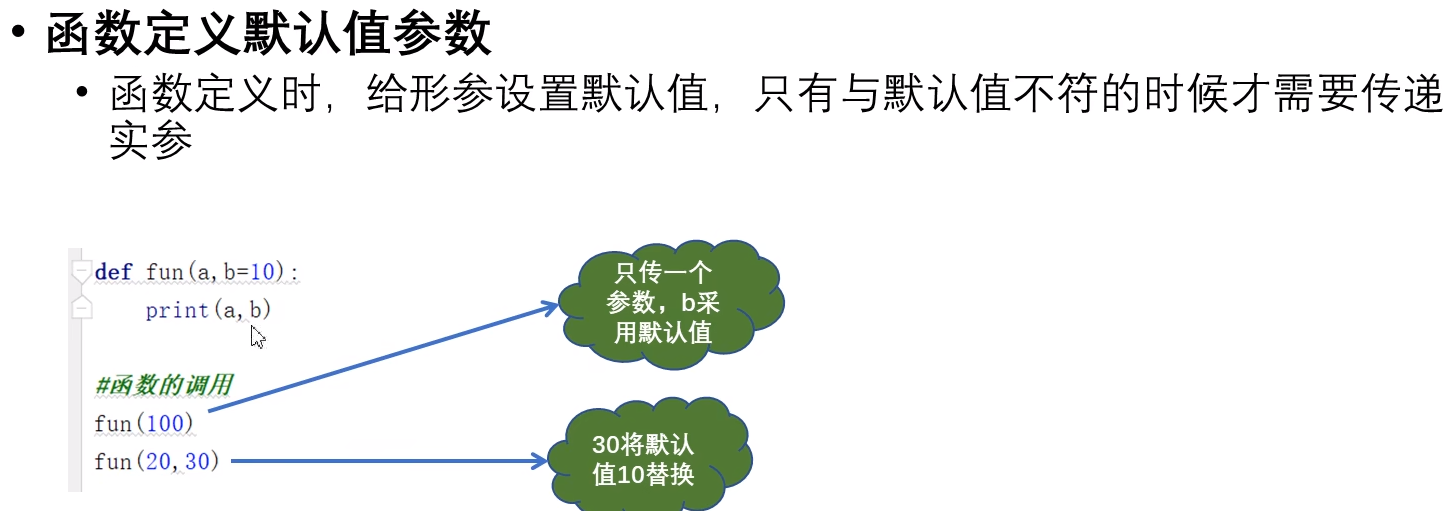 • 函数定义默认值参数
• 函数定义时，给形参设置默认值，只有与默认值不符的时候才需要传递
实参
def fun(a,b=10):
print(a,b)
#函数的调用
fun(100)
fun(20,30)
只传一个
参数，b采
用默认值
30将默认
值10替换